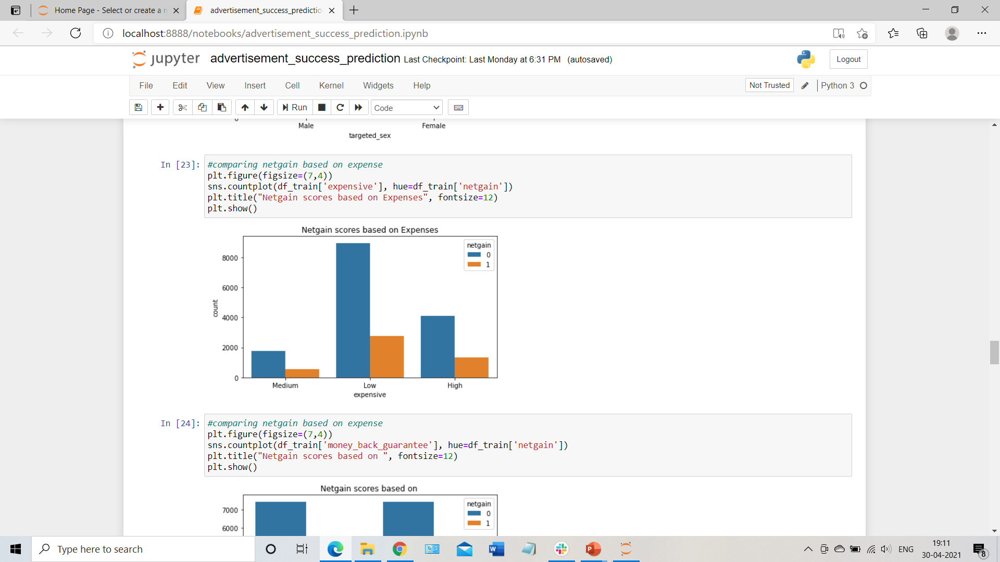 Home Page - Select or create a n
advertisement_success_predictio
localhost:8888/notebooks/advertisement_success_prediction.ipynb
jupyter advertisement_success_prediction Last Checkpoint: Last Monday at 6:31 PM (autosaved)
Logout
File Edit View Insert Cell Kernel Widgets Help
Not Trusted Python 3
Run Code
0
Male Female
targeted_sex
In [23]: #comparing netgain based on expense
plt.figure(figsize=(7,4))
sns.countplot(df_train['expensive'], hue=df_train['netgain'])
plt.title("Netgain scores based on Expenses", fontsize=12)
plt.show()
Netgain scores based on Expenses
netgain
0
1
8000
6000
4000
2000
0
count
Medium Low High
expensive
In [24]: #comparing netgain based on expense
plt.figure(figsize=(7,4))
sns.countplot(df_train['money_back_guarantee'], hue=df_train['netgain'])
plt.title("Netgain scores based on ", fontsize=12)
plt.show()
Netgain scores based on
netgain
0
1
7000
6000
Type here to search
W
P
ENG
19:11
30-04-2021
8